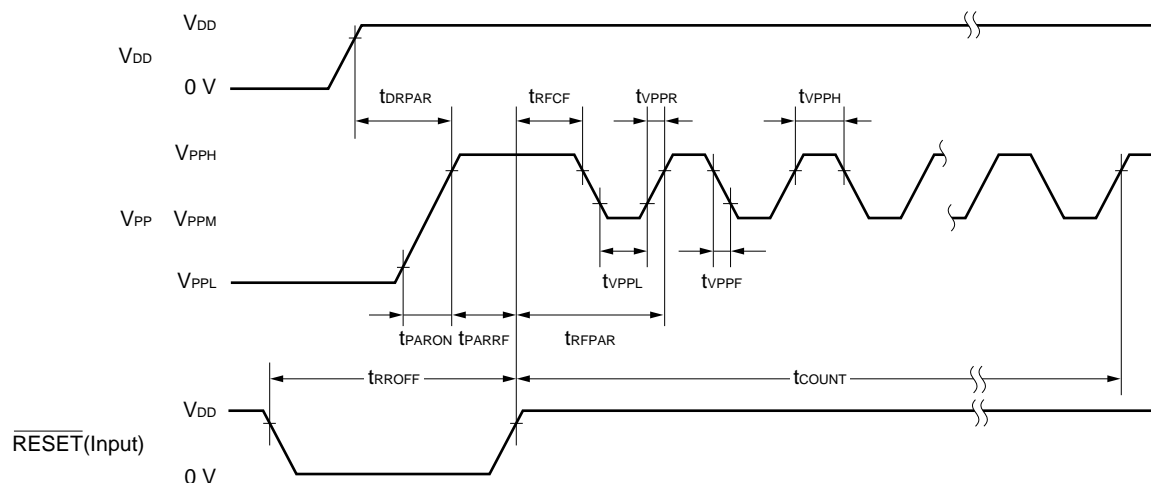 VDD
VDD
0 V
tDRPAR
tRFCF
tVPPR
tVPPH
VPPH
VPP VPPM
VPPL
tVPPL
tVPPF
tPARON tPARRF tRFPAR
tRROFF
tCOUNT
VDD
RESET(Input)
0 V